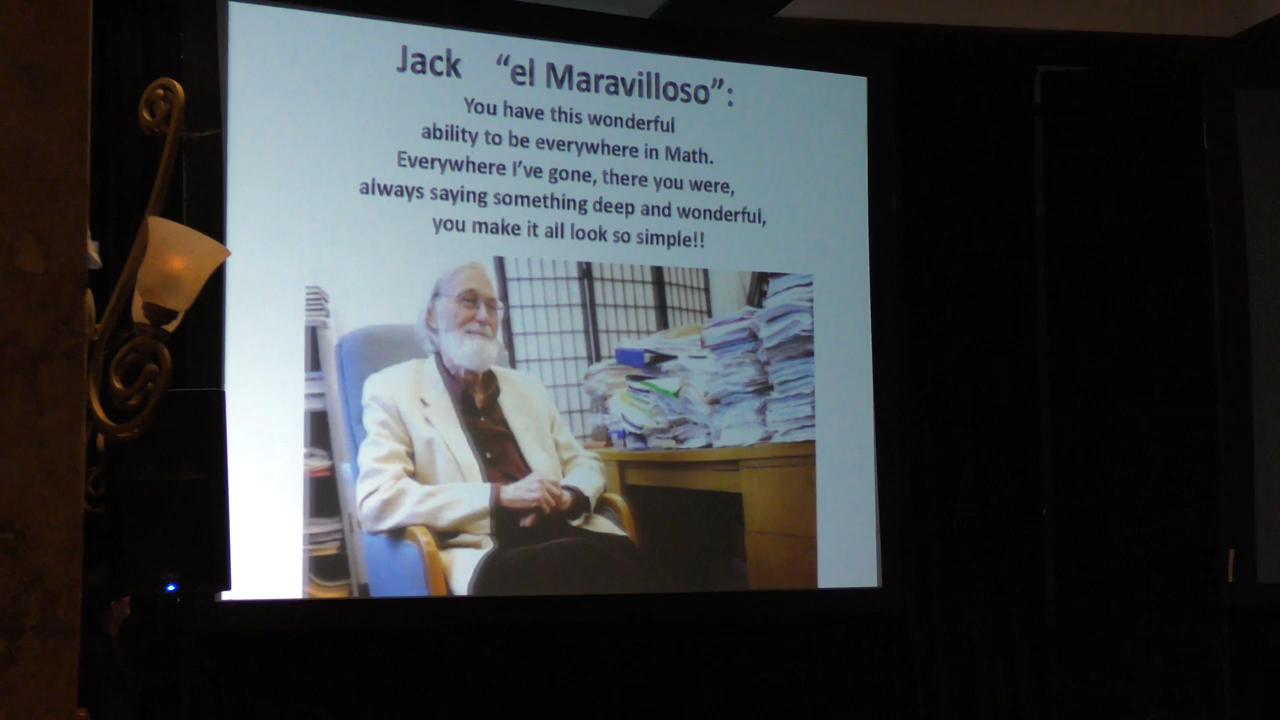 Jack “el Maravilloso”:
You have this wonderful
ability to be everywhere in Math.
Everywhere I’ve gone, there you were,
always saying something deep and wonderful,
you make it all look so simple!!